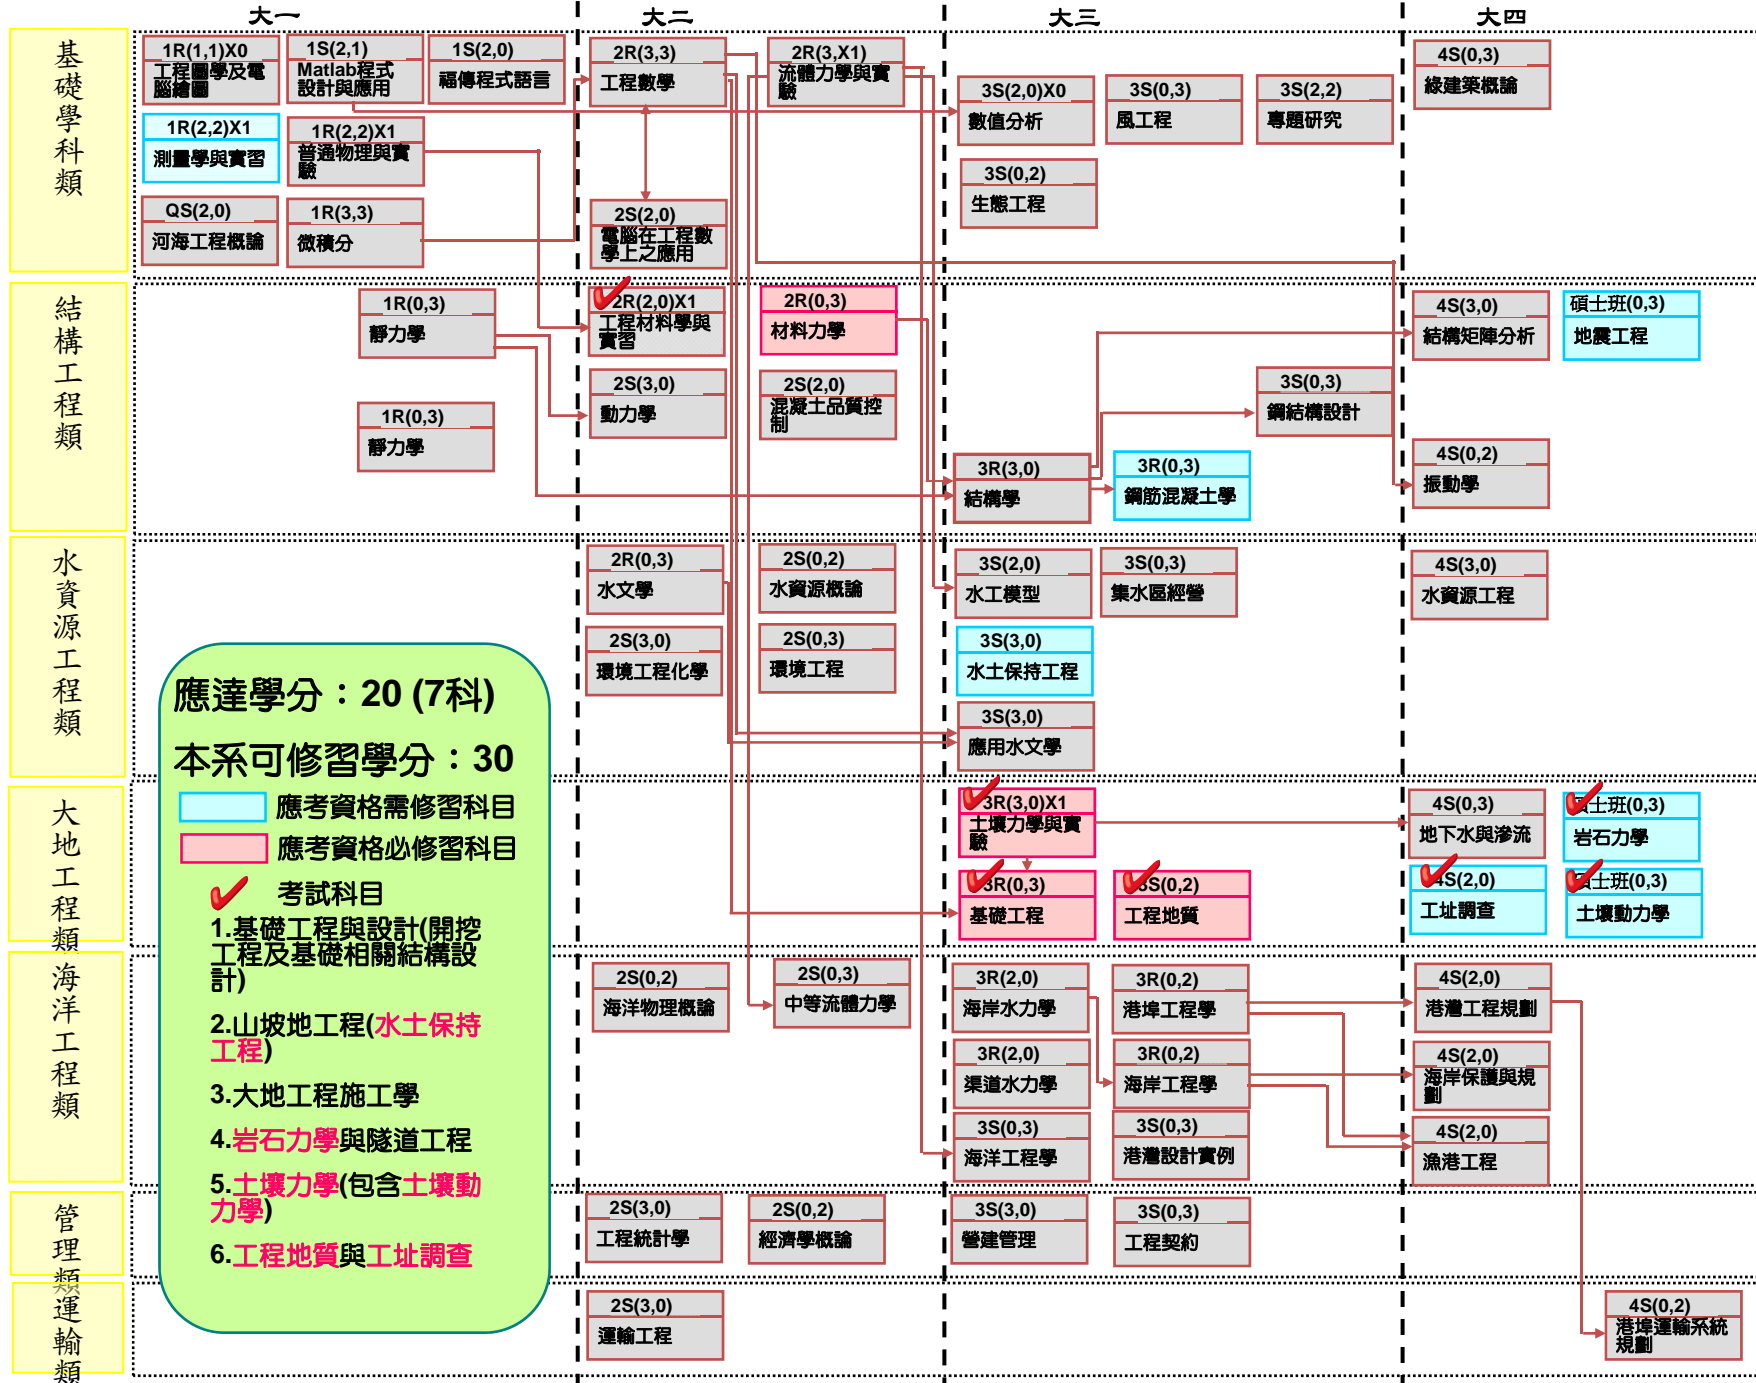 大一
大二
大三
大四
基礎學科類
1R(1,1)X0
工程圖學及電
腦繪圖
1S(2,1)
Matlab程式
設計與應用
1S(2,0)
福傳程式語言
2R(3,3)
工程數學
2R(3,X1)
流體力學與實
驗
3S(2,0)X0
數值分析
3S(0,3)
風工程
3S(2,2)
專題研究
4S(0,3)
綠建築概論
1R(2,2)X1
測量學與實習
1R(2,2)X1
普通物理與實
驗
3S(0,2)
生態工程
QS(2,0)
河海工程概論
1R(3,3)
微積分
2S(2,0)
電腦在工程數
學上之應用
結構工程類
1R(0,3)
靜力學
2R(2,0)X1
工程材料學與
實習
2R(0,3)
材料力學
4S(3,0)
結構矩陣分析
碩士班(0,3)
地震工程
2S(3,0)
動力學
2S(2,0)
混凝土品質控
制
3S(0,3)
鋼結構設計
1R(0,3)
靜力學
3R(3,0)
結構學
3R(0,3)
鋼筋混凝土學
4S(0,2)
振動學
水資源工程類
2R(0,3)
水文學
2S(0,2)
水資源概論
3S(2,0)
水工模型
3S(0,3)
集水區經營
4S(3,0)
水資源工程
2S(3,0)
環境工程化學
2S(0,3)
環境工程
3S(3,0)
水土保持工程
3S(3,0)
應用水文學
應達學分：20 (7科)
本系可修習學分：30
應考資格需修習科目
應考資格必修習科目
考試科目
1.基礎工程與設計(開挖
工程及基礎相關結構設
計)
2.山坡地工程(水土保持
工程)
3.大地工程施工學
4.岩石力學與隧道工程
5.土壤力學(包含土壤動
力學)
6.工程地質與工址調查
大地工程類
3R(3,0)X1
土壤力學與實
驗
4S(0,3)
地下水與滲流
碩士班(0,3)
岩石力學
3R(0,3)
基礎工程
3S(0,2)
工程地質
4S(2,0)
工址調查
碩士班(0,3)
土壤動力學
海洋工程類
2S(0,2)
海洋物理概論
2S(0,3)
中等流體力學
3R(2,0)
海岸水力學
3R(0,2)
港埠工程學
4S(2,0)
港灣工程規劃
3R(2,0)
渠道水力學
3R(0,2)
海岸工程學
4S(2,0)
海岸保護與規
劃
3S(0,3)
海洋工程學
3S(0,3)
港灣設計實例
4S(2,0)
漁港工程
管理類
2S(3,0)
工程統計學
2S(0,2)
經濟學概論
3S(3,0)
營建管理
3S(0,3)
工程契約
運輸類
2S(3,0)
運輸工程
4S(0,2)
港埠運輸系統
規劃